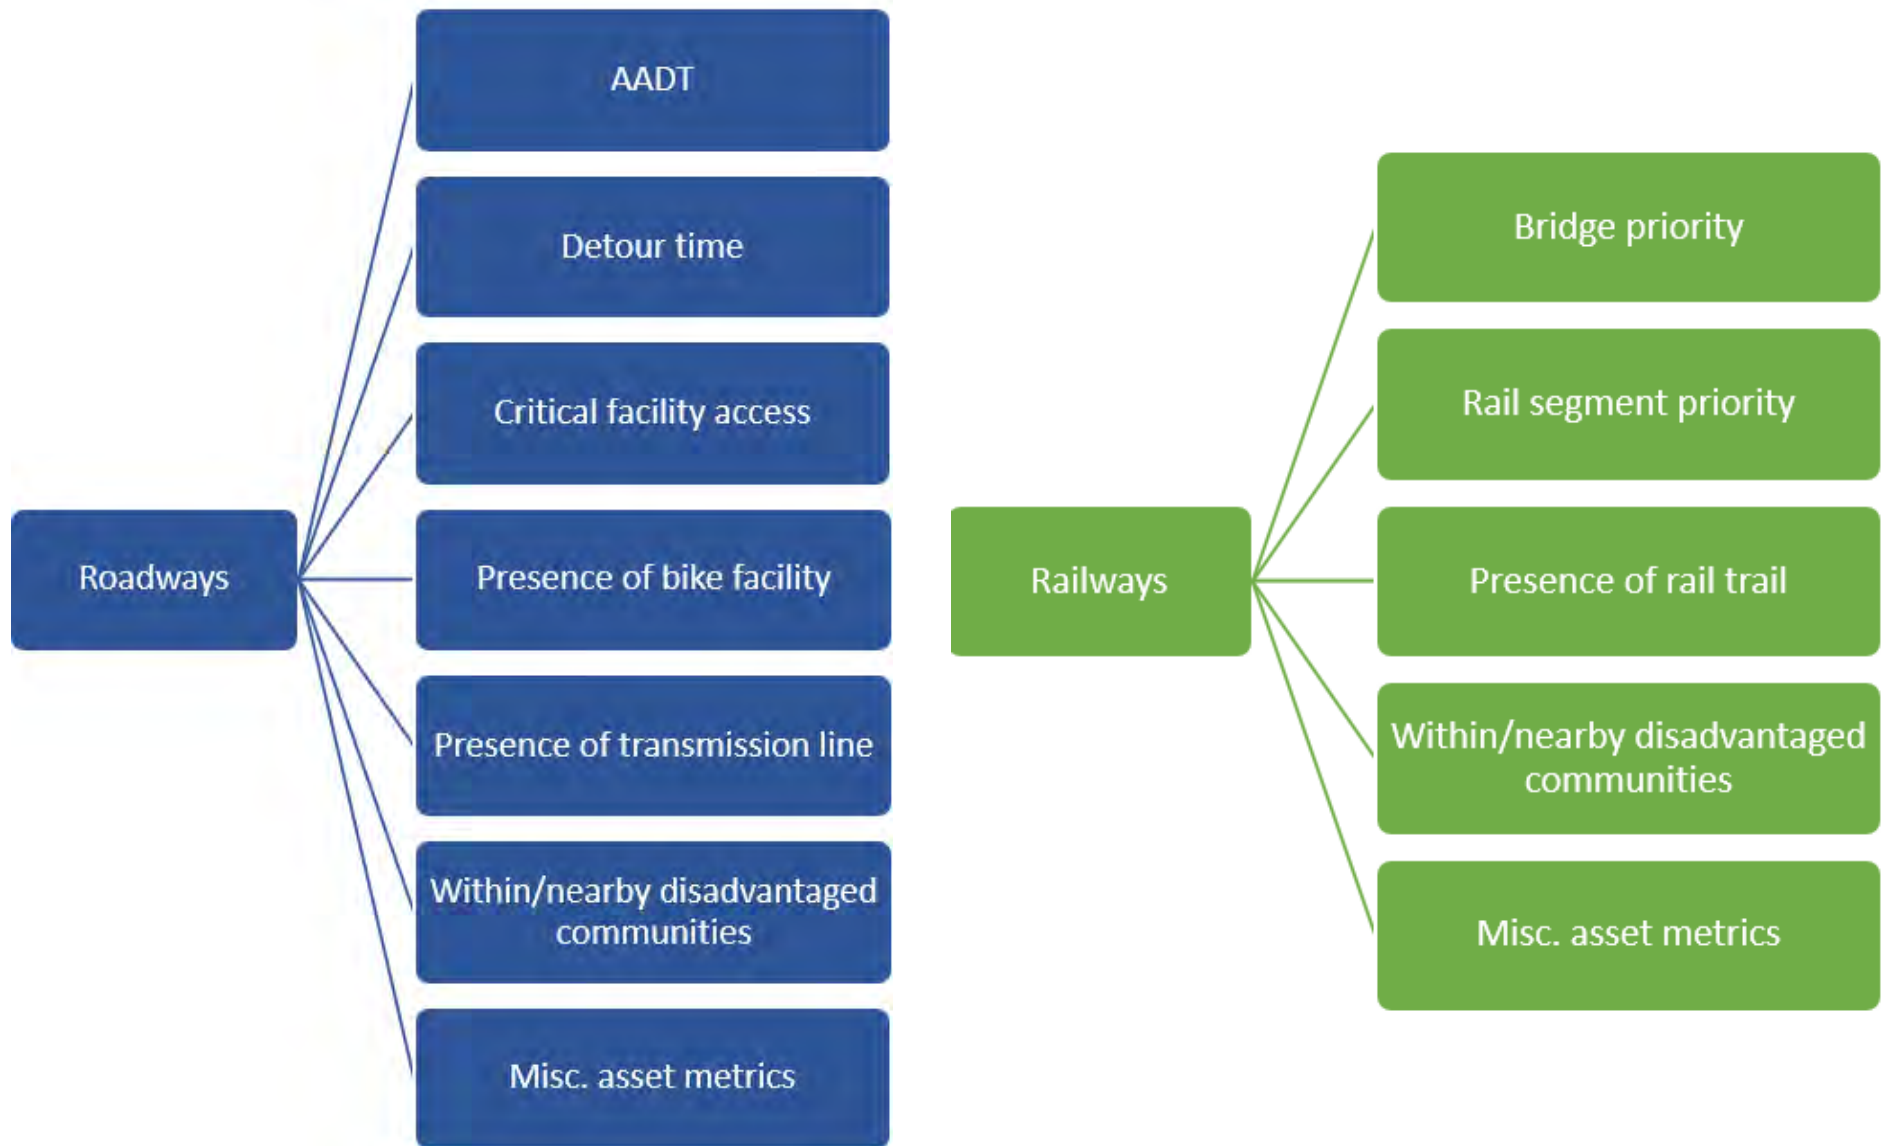 Roadways
AADT
Detour time
Critical facility access
Presence of bike facility
Presence of transmission line
Within/nearby disadvantaged
communities
Misc. asset metrics
Railways
Bridge priority
Rail segment priority
Presence of rail trail
Within/nearby disadvantaged
communities
Misc. asset metrics